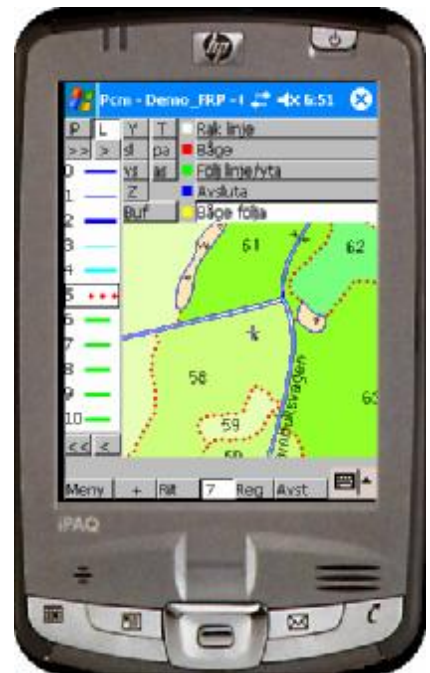 hp
Pcm - Demo_FRP - 6:51
P L Y T Rak linje
>> > sl pa Båge
0 ys as Följ linje/yta
1 Z Avsluta
2 Buf Båge följa
3 61 62
4
5
6
7 58
8
9 59
10
<< <
Meny + Rit 7 Reg Avst
iPAQ